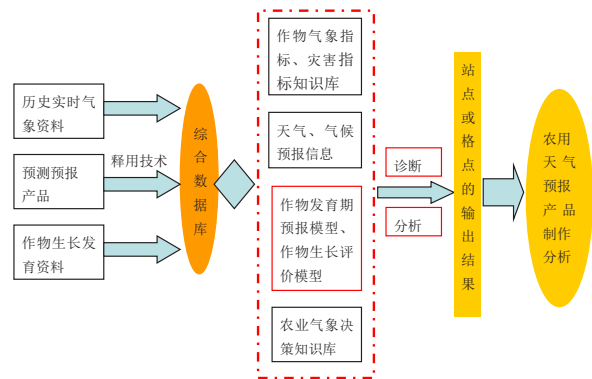 历史实时气
象资料
预测预报
产品
作物生长发
育资料
释用技术
综
合
数
据
库
作物气象指
标、灾害指
标知识库
天气、气候
预报信息
作物发育期
预报模型、
作物生长评
价模型
农业气象决
策知识库
诊断
分析
站
点
或
格
点
的
输
出
结
果
农用
天气
预报
产品
制作
分析